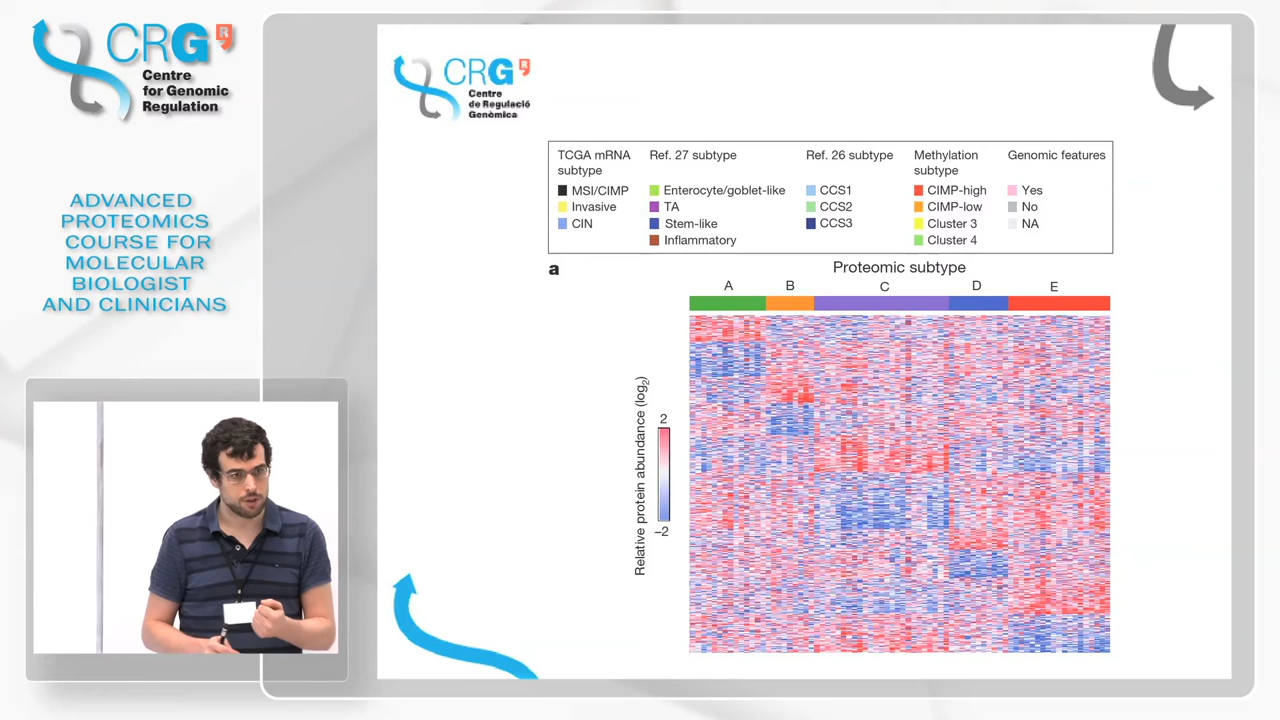 CRG
Centre
for Genomic
Regulation
ADVANCED
PROTEOMICS
COURSE FOR
MOLECULAR
BIOLOGIST
AND CLINICIANS
CRG
Centre
de Regulació
Genòmica
TCGA mRNA subtype
MSI/CIMP
Invasive
CIN
Ref. 27 subtype
Enterocyte/goblet-like
TA
Stem-like
Inflammatory
Ref. 26 subtype
CCS1
CCS2
CCS3
Methylation subtype
CIMP-high
CIMP-low
Cluster 3
Cluster 4
Genomic features
Yes
No
NA
a
Proteomic subtype
A B C D E
Relative protein abundance (log2)
2
–2